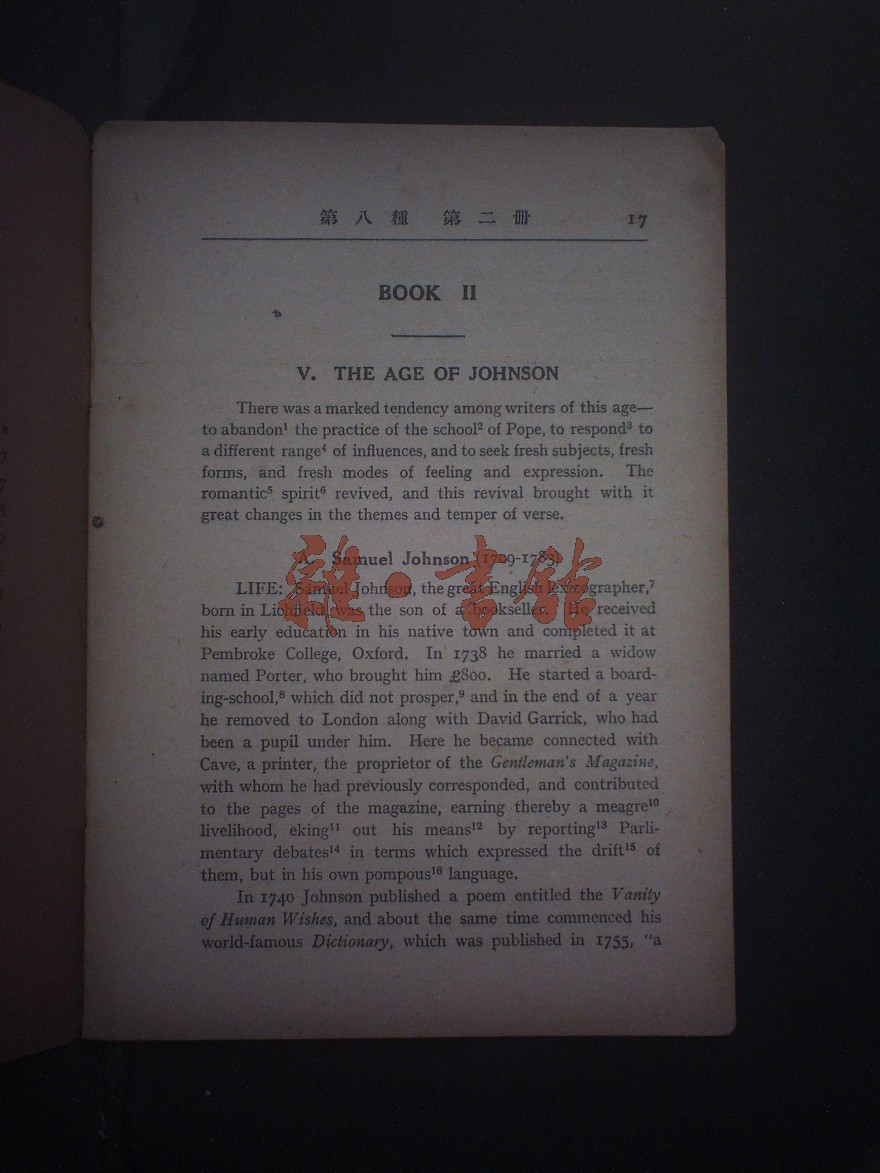 第八種 第二冊 17
BOOK II
V. THE AGE OF JOHNSON
There was a marked tendency among writers of this age—
to abandon¹ the practice of the school² of Pope, to respond³ to
a different range⁴ of influences, and to seek fresh subjects, fresh
forms, and fresh modes of feeling and expression. The
romantic⁵ spirit⁶ revived, and this revival brought with it
great changes in the themes and temper of verse.
A. Samuel Johnson (1709-1783)
雜·書館
LIFE: Samuel Johnson, the great English lexicographer,⁷
born in Lichfield, was the son of a bookseller. He received
his early education in his native town and completed it at
Pembroke College, Oxford. In 1738 he married a widow
named Porter, who brought him £800. He started a board-
ing-school,⁸ which did not prosper,⁹ and in the end of a year
he removed to London along with David Garrick, who had
been a pupil under him. Here he became connected with
Cave, a printer, the proprietor of the Gentleman's Magazine,
with whom he had previously corresponded, and contributed
to the pages of the magazine, earning thereby a meagre¹⁰
livelihood, eking¹¹ out his means¹² by reporting¹³ Parli-
mentary debates¹⁴ in terms which expressed the drift¹⁵ of
them, but in his own pompous¹⁶ language.
In 1740 Johnson published a poem entitled the Vanity
of Human Wishes, and about the same time commenced his
world-famous Dictionary, which was published in 1755, "a